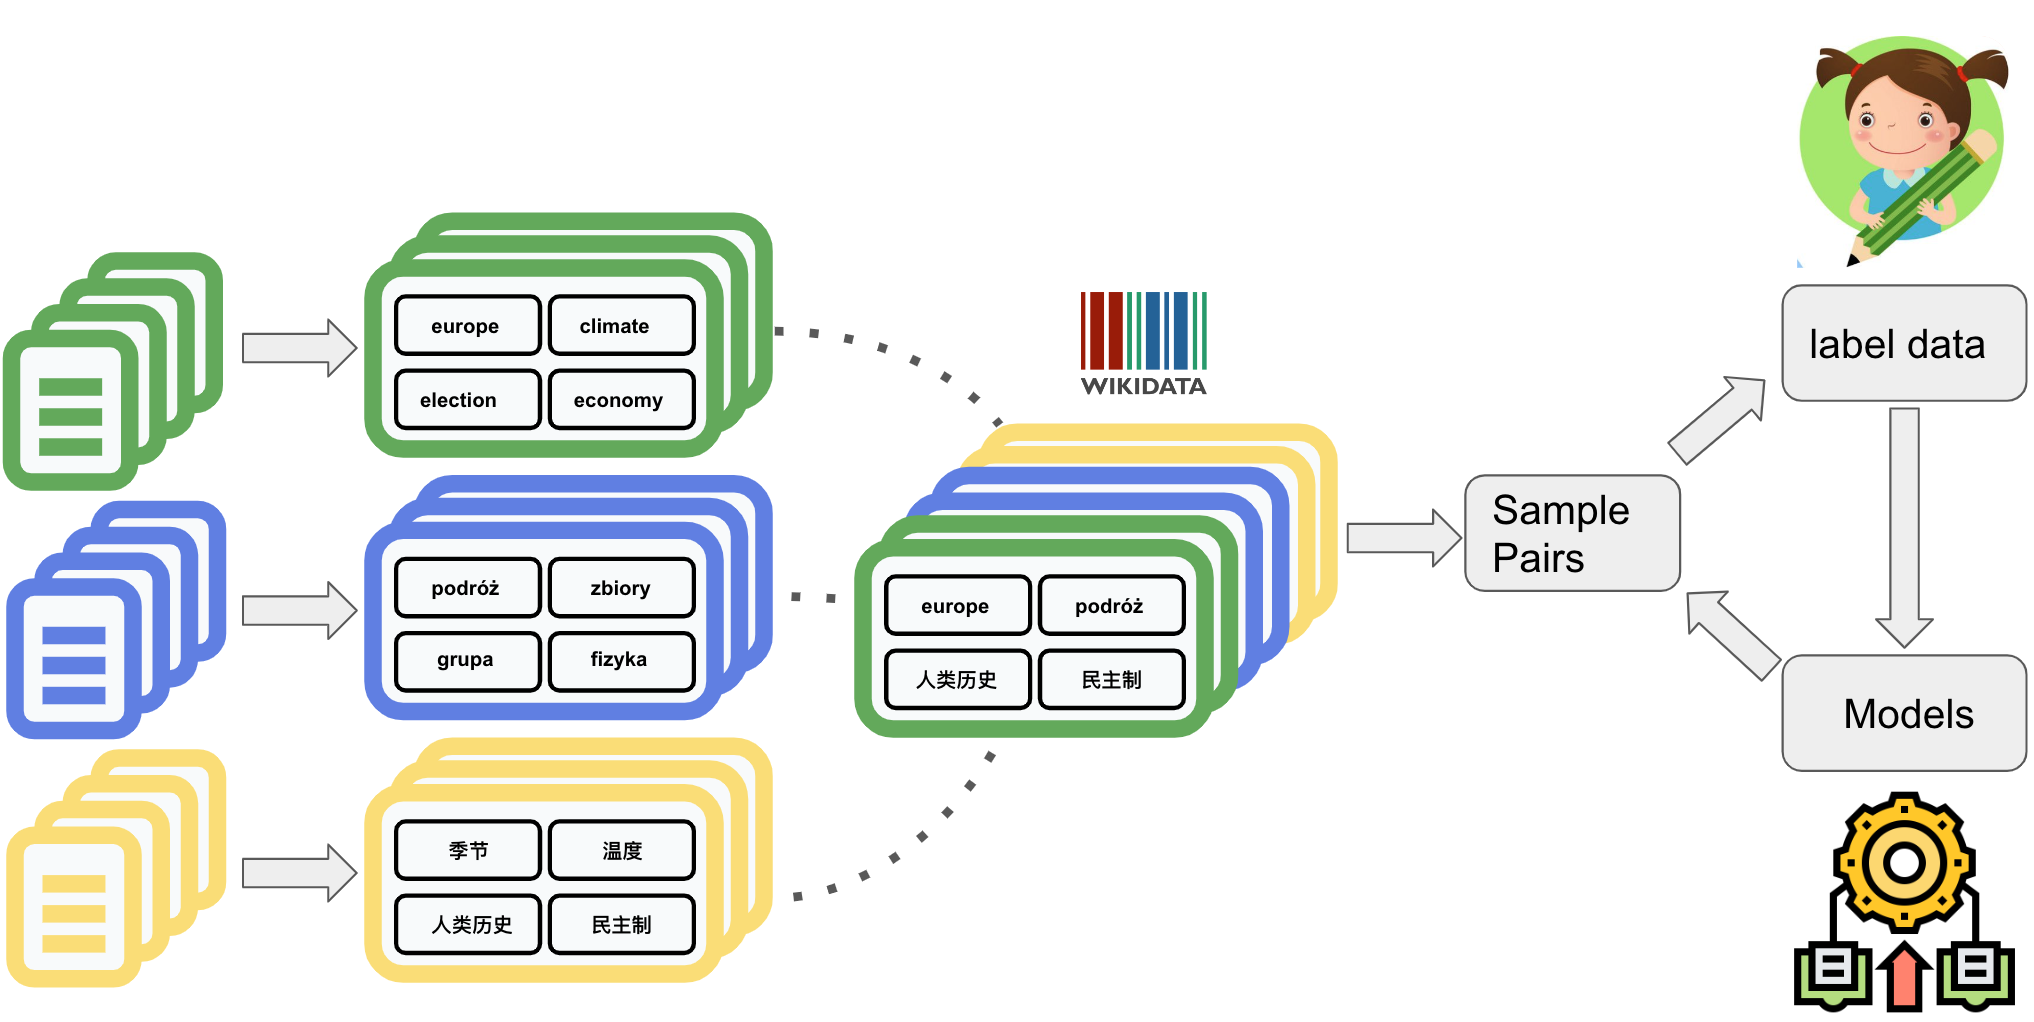 europe
climate
election
economy
podróż
zbiory
grupa
fizyka
季节
温度
人类历史
民主制
WIKIDATA
europe
podróż
人类历史
民主制
Sample
Pairs
label data
Models